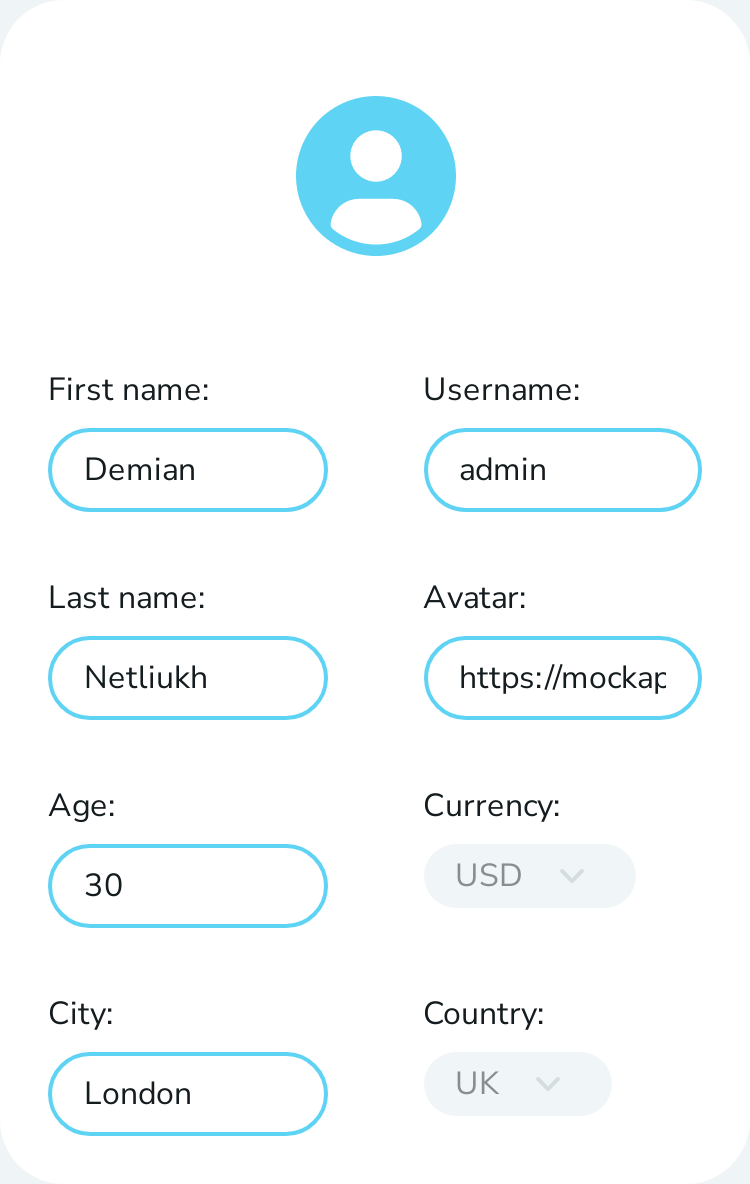 First name:
Username:
Demian
admin
Last name:
Avatar:
Netliukh
https://mockap
Age:
Currency:
30
USD
City:
Country:
London
UK